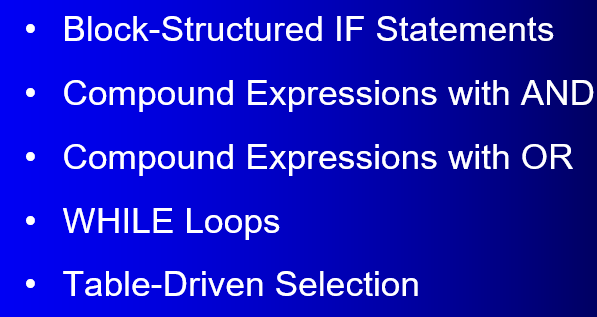 • Block-Structured IF Statements
• Compound Expressions with AND
• Compound Expressions with OR
• WHILE Loops
• Table-Driven Selection